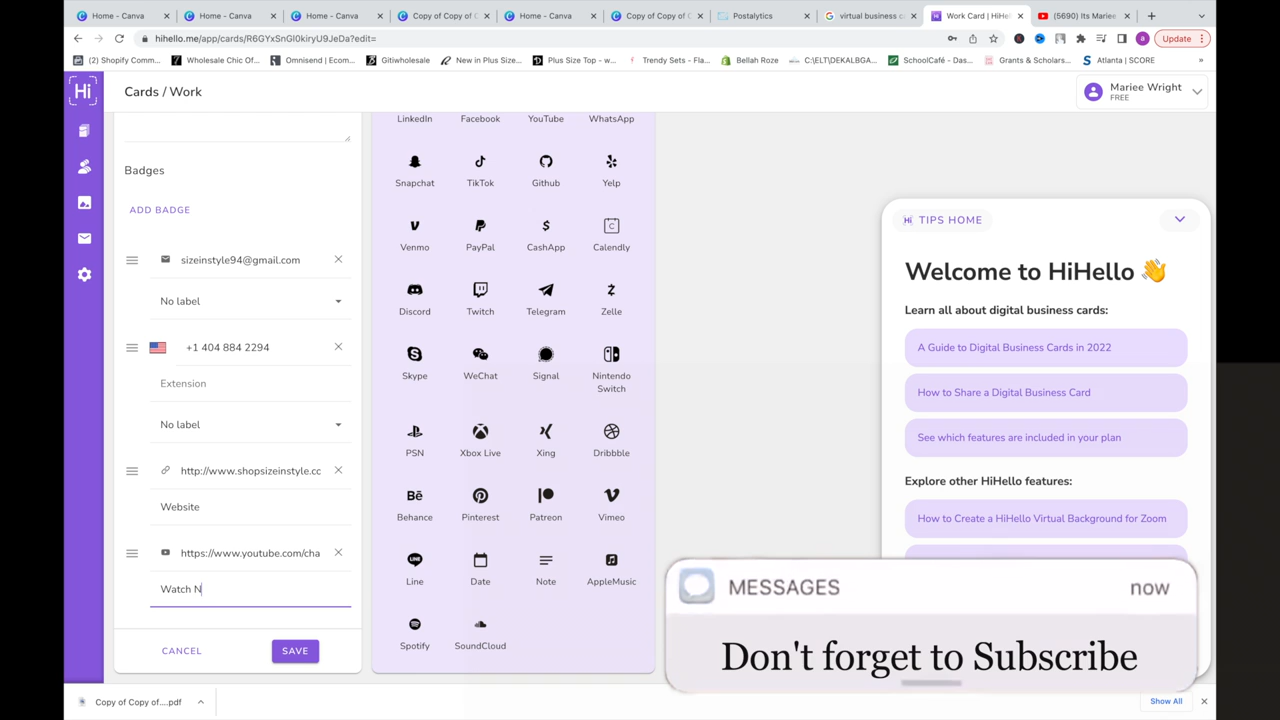 Home - Canva
Home - Canva
Home - Canva
Copy of Copy of C
Home - Canva
Copy of Copy of C
Postalytics
virtual business c
Work Card | HiHel
(5690) Its Mariee
hihello.me/app/cards/R6GYxSnGI0kiryU9JeDa?edit=
a
Update
(2) Shopify Comm...
Wholesale Chic Of...
Omnisend | Ecom...
Gitiwholesale
New in Plus Size...
Plus Size Top - w...
Trendy Sets - Fla...
Bellah Roze
C:\ELT\DEKALBGA...
SchoolCafé - Das...
Grants & Scholars...
Atlanta | SCORE
»
Hi
Cards / Work
Mariee Wright
FREE
LinkedIn
Facebook
YouTube
WhatsApp
Badges
Snapchat
TikTok
Github
Yelp
ADD BADGE
Venmo
PayPal
CashApp
Calendly
sizeinstyle94@gmail.com
No label
Discord
Twitch
Telegram
Zelle
+1 404 884 2294
Extension
Skype
WeChat
Signal
Nintendo
Switch
No label
PSN
Xbox Live
Xing
Dribbble
http://www.shopsizeinstyle.cc
Website
Behance
Pinterest
Patreon
Vimeo
https://www.youtube.com/cha
Watch N
Line
Date
Note
AppleMusic
Spotify
SoundCloud
CANCEL
SAVE
Hi TIPS HOME
Welcome to HiHello 👋
Learn all about digital business cards:
A Guide to Digital Business Cards in 2022
How to Share a Digital Business Card
See which features are included in your plan
Explore other HiHello features:
How to Create a HiHello Virtual Background for Zoom
MESSAGES
now
Don't forget to Subscribe
Copy of Copy of....pdf
Show All